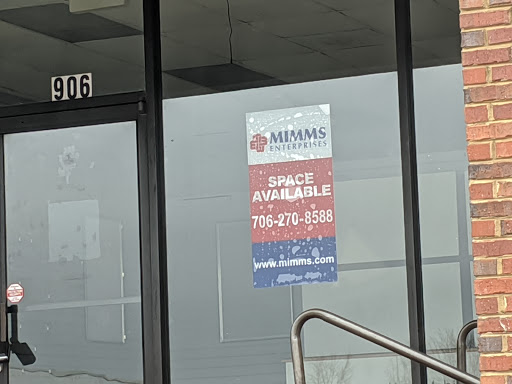 906
MIMMS
ENTERPRISES
SPACE
AVAILABLE
706-270-8588
www.mimms.com